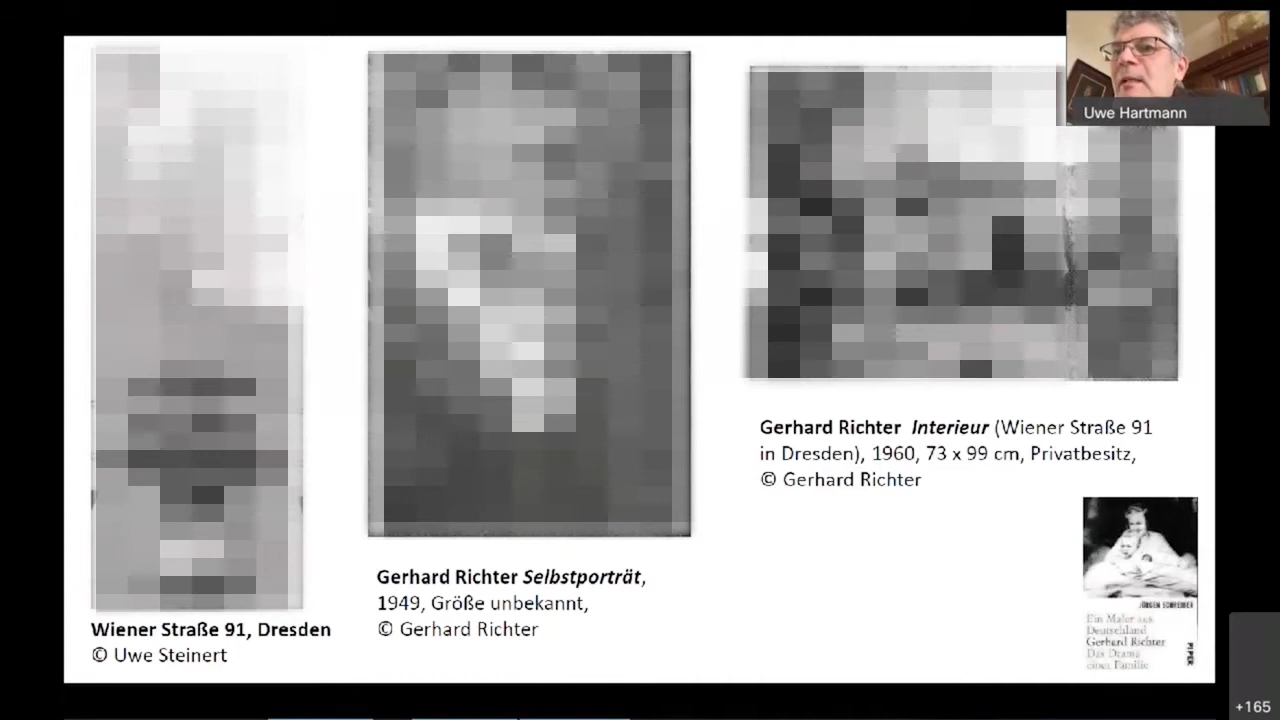 Uwe Hartmann
Gerhard Richter Interieur (Wiener Straße 91
in Dresden), 1960, 73 x 99 cm, Privatbesitz,
© Gerhard Richter
Gerhard Richter Selbstporträt,
1949, Größe unbekannt,
© Gerhard Richter
Wiener Straße 91, Dresden
© Uwe Steinert
JÜRGEN SCHREIBER
Ein Maler aus
Deutschland
Gerhard Richter
Das Drama
einer Familie
PIPER
+165